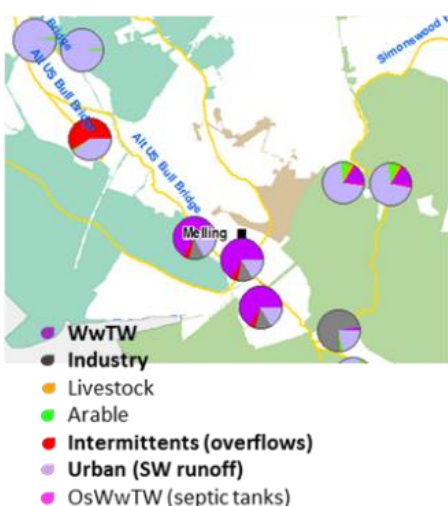 Bridge
Simonswood
Alt US Bull Bridge
Alt US Bull Bridge
Melling
WwTW
Industry
Livestock
Arable
Intermittents (overflows)
Urban (SW runoff)
OsWwTW (septic tanks)